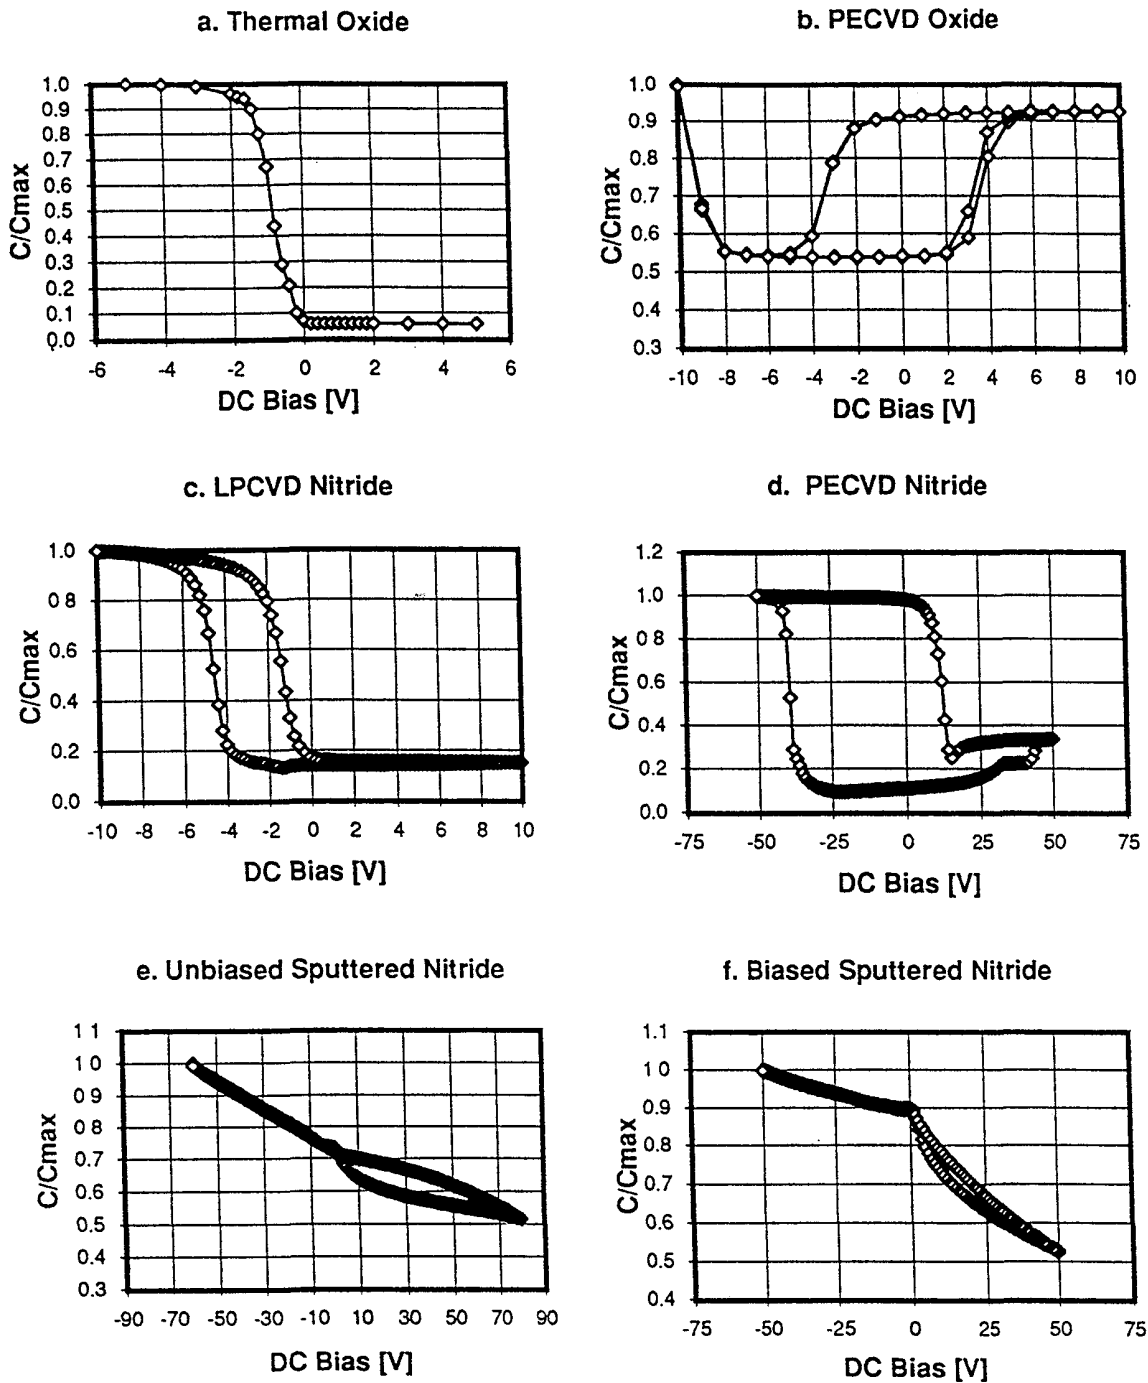 a. Thermal Oxide
b. PECVD Oxide
C/Cmax
1.0
0.9
0.8
0.7
0.6
0.5
0.4
0.3
0.2
0.1
0.0
-6 -4 -2 0 2 4 6
DC Bias [V]
C/Cmax
1.0
0.9
0.8
0.7
0.6
0.5
0.4
0.3
-10 -8 -6 -4 -2 0 2 4 6 8 10
DC Bias [V]
c. LPCVD Nitride
d. PECVD Nitride
C/Cmax
1.0
0.8
0.6
0.4
0.2
0.0
-10 -8 -6 -4 -2 0 2 4 6 8 10
DC Bias [V]
C/Cmax
1.2
1.0
0 8
0.6
0.4
0.2
0.0
-75 -50 -25 0 25 50 75
DC Bias [V]
e. Unbiased Sputtered Nitride
f. Biased Sputtered Nitride
C/Cmax
1 1
1 0
0 9
0 8
0.7
0.6
0.5
0.4
0.3
-90 -70 -50 -30 -10 10 30 50 70 90
DC Bias [V]
C/Cmax
1.1
1.0
0.9
0.8
0.7
0.6
0.5
0.4
-75 -50 -25 0 25 50 75
DC Bias [V]